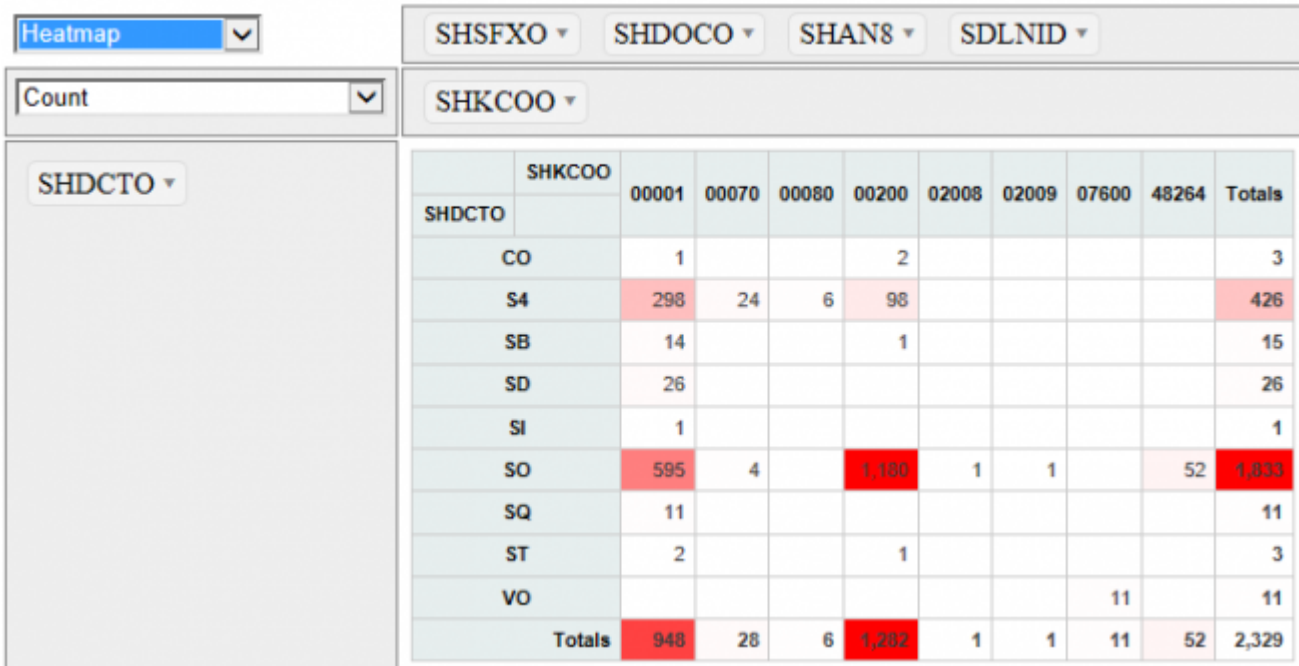 Heatmap SHSFXO SHDOCO SHAN8 SDLNID
Count SHKCOO
SHDCTO
SHKCOO 00001 00070 00080 00200 02008 02009 07600 48264 Totals
SHDCTO
CO 1 2 3
S4 298 24 6 98 426
SB 14 1 15
SD 26 26
SI 1 1
SO 595 4 1,180 1 1 52 1,833
SQ 11 11
ST 2 1 3
VO 11 11
Totals 948 28 6 1,282 1 1 11 52 2,329